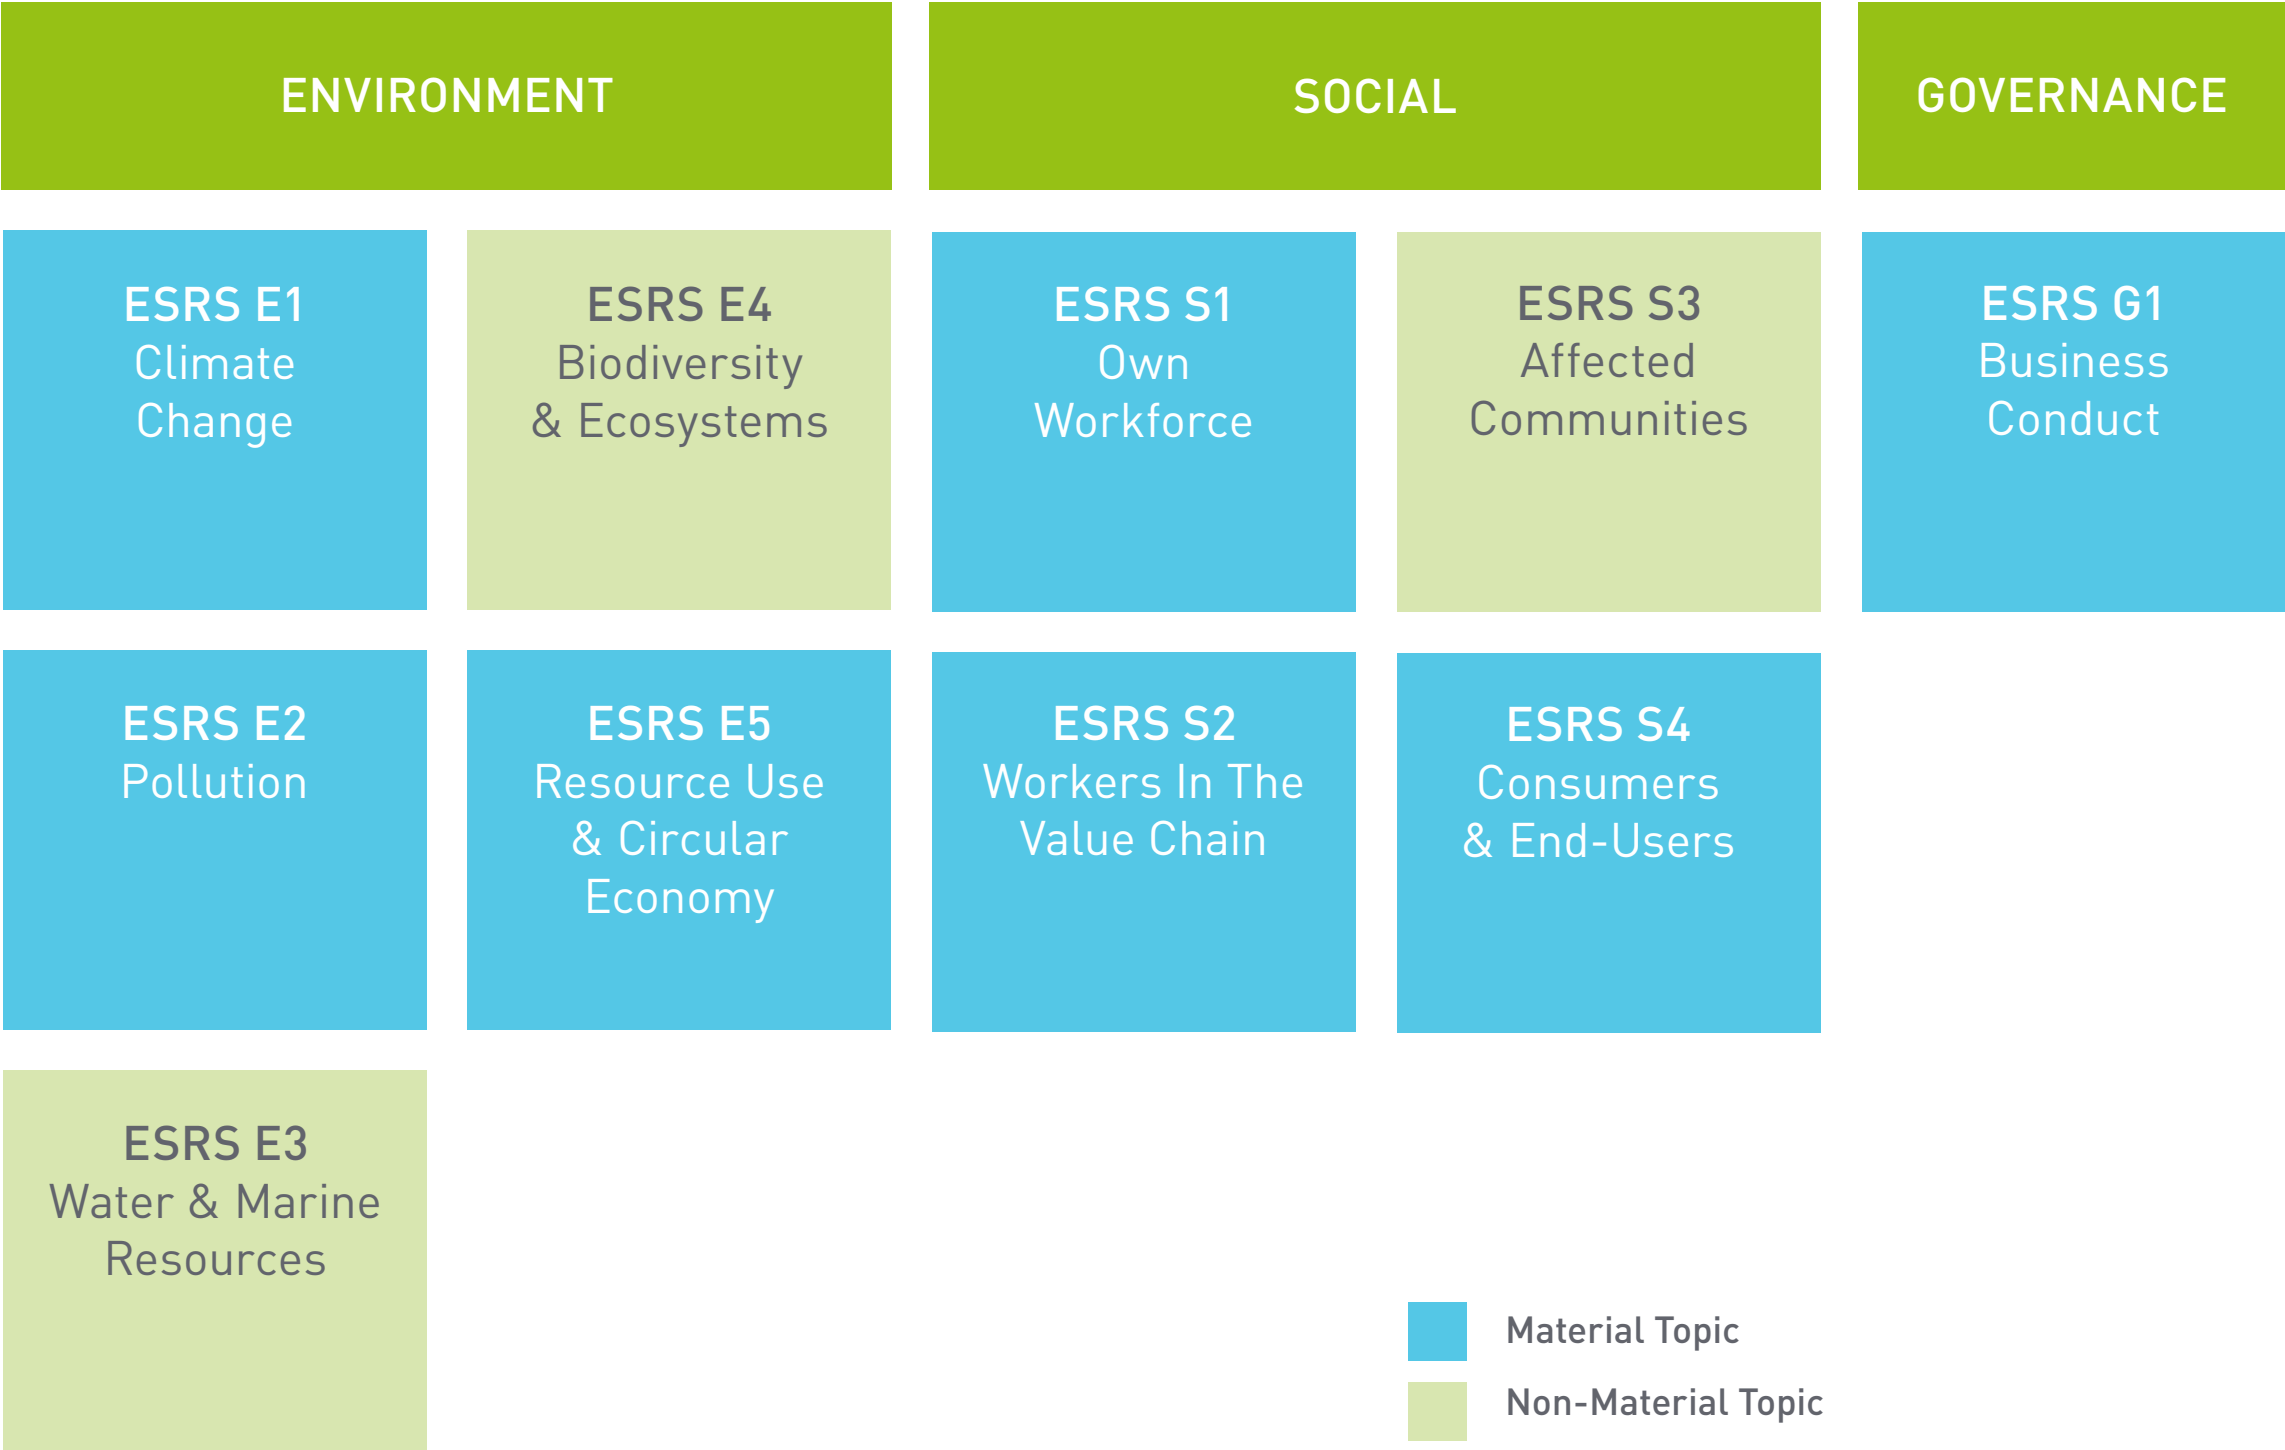 ENVIRONMENT
ESRS E1
Climate
Change
ESRS E4
Biodiversity
& Ecosystems
ESRS E2
Pollution
ESRS E5
Resource Use
& Circular
Economy
ESRS E3
Water & Marine
Resources
SOCIAL
ESRS S1
Own
Workforce
ESRS S3
Affected
Communities
ESRS S2
Workers In The
Value Chain
ESRS S4
Consumers
& End-Users
GOVERNANCE
ESRS G1
Business
Conduct
Material Topic
Non-Material Topic